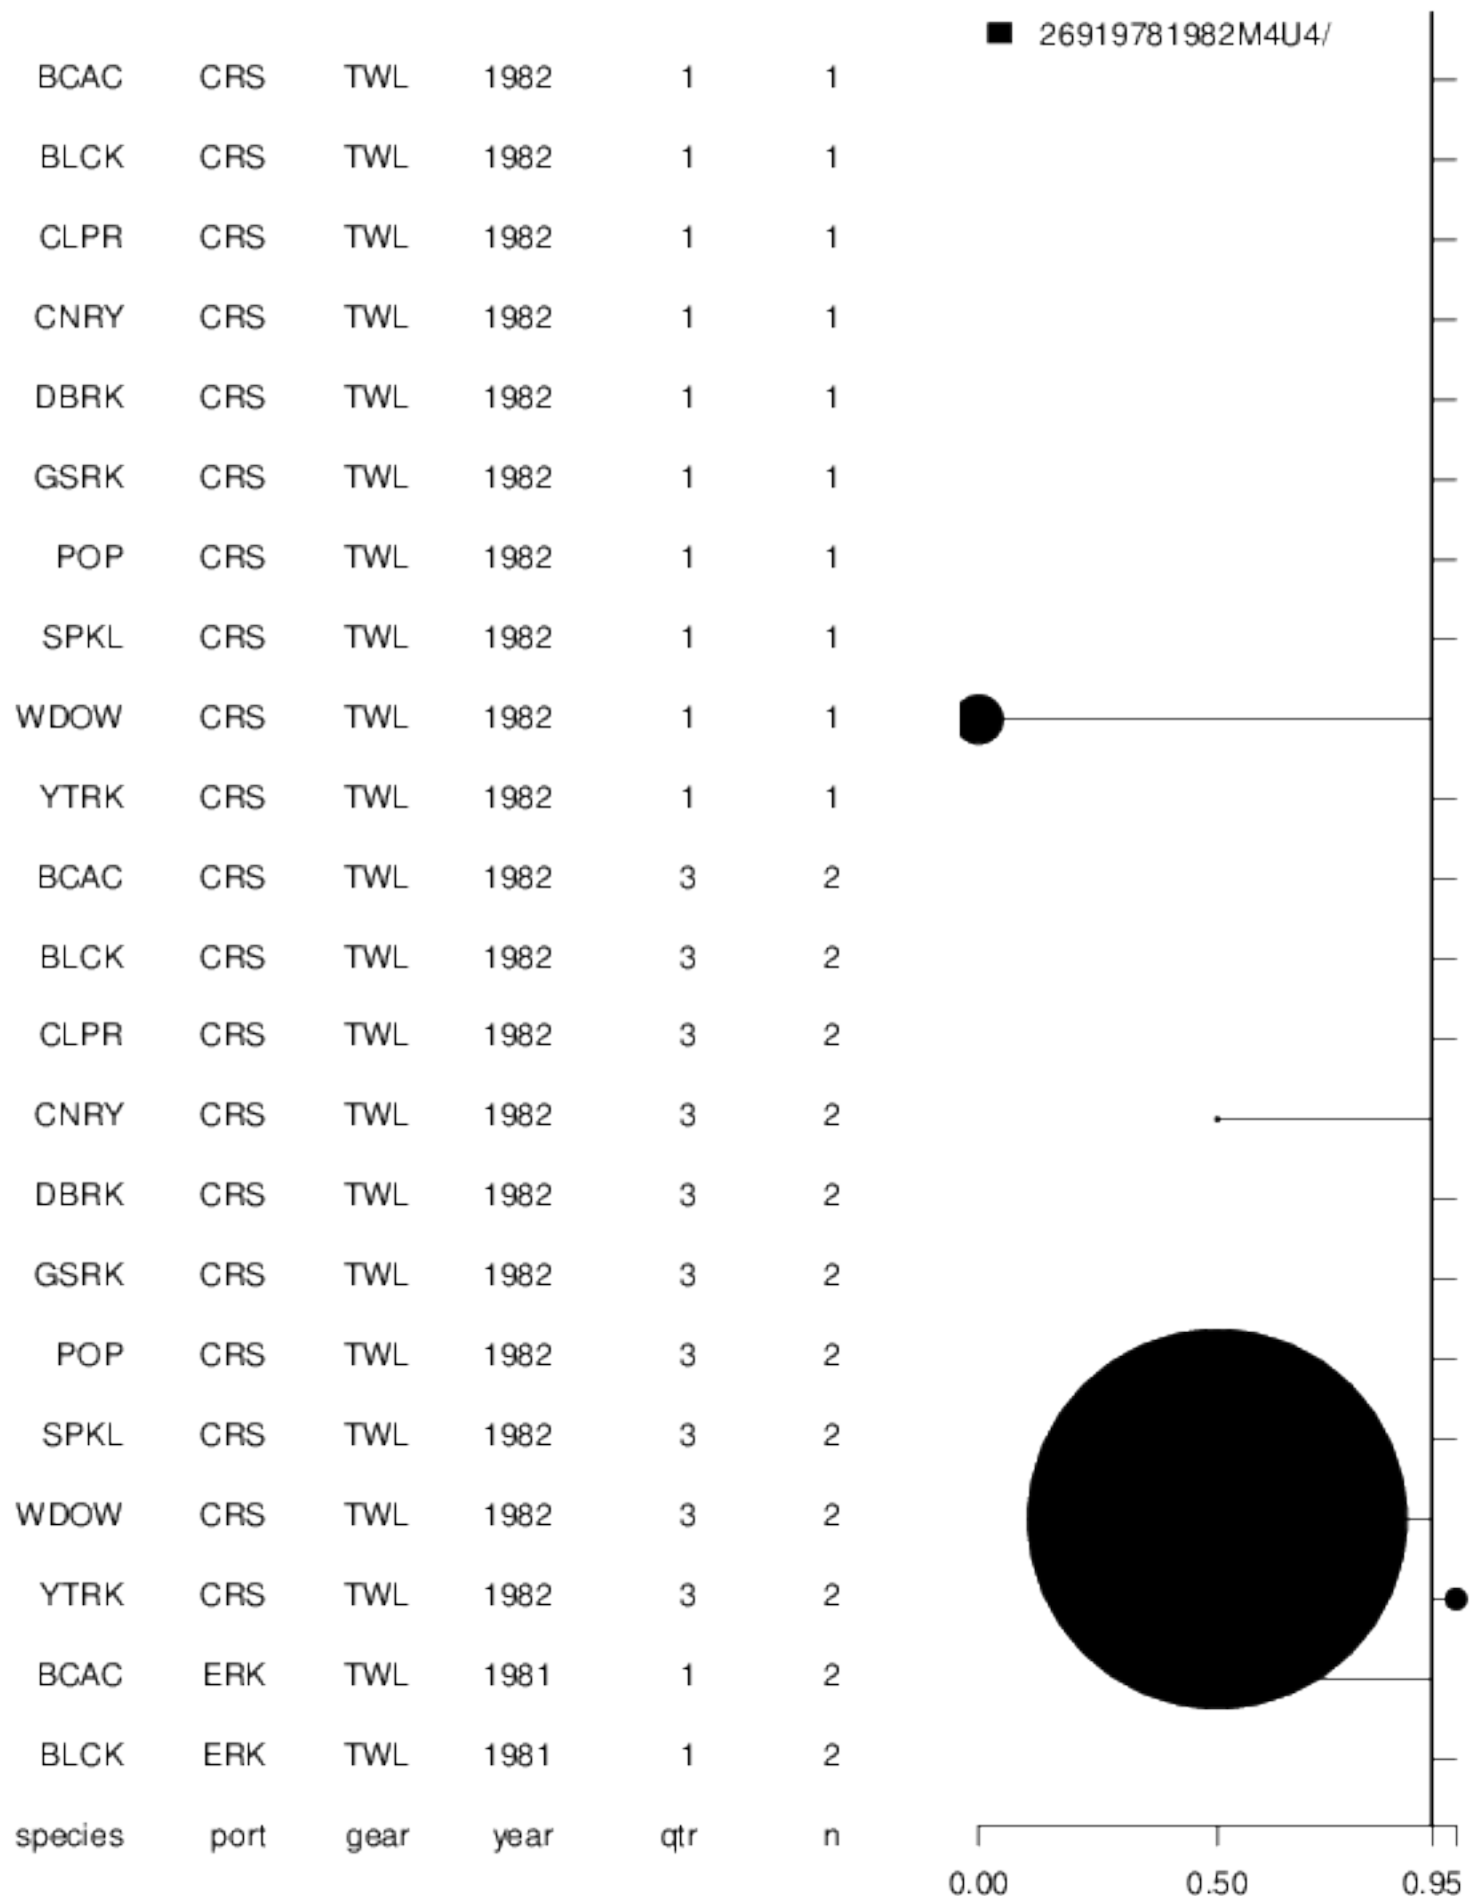 26919781982M4U4/
BCAC CRS TWL 1982 1 1
BLCK CRS TWL 1982 1 1
CLPR CRS TWL 1982 1 1
CNRY CRS TWL 1982 1 1
DBRK CRS TWL 1982 1 1
GSRK CRS TWL 1982 1 1
POP CRS TWL 1982 1 1
SPKL CRS TWL 1982 1 1
WDOW CRS TWL 1982 1 1
YTRK CRS TWL 1982 1 1
BCAC CRS TWL 1982 3 2
BLCK CRS TWL 1982 3 2
CLPR CRS TWL 1982 3 2
CNRY CRS TWL 1982 3 2
DBRK CRS TWL 1982 3 2
GSRK CRS TWL 1982 3 2
POP CRS TWL 1982 3 2
SPKL CRS TWL 1982 3 2
WDOW CRS TWL 1982 3 2
YTRK CRS TWL 1982 3 2
BCAC ERK TWL 1981 1 2
BLCK ERK TWL 1981 1 2
species port gear year qtr n
0.00 0.50 0.95